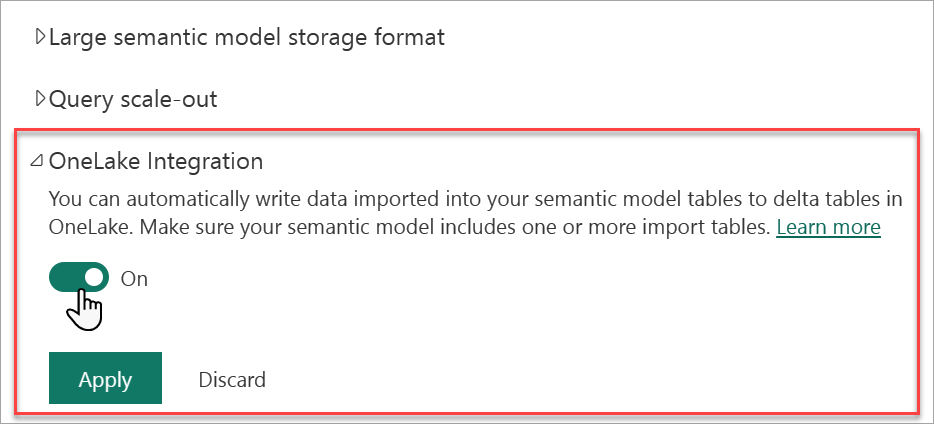 Large semantic model storage format
Query scale-out
OneLake Integration
You can automatically write data imported into your semantic model tables to delta tables in
OneLake. Make sure your semantic model includes one or more import tables. Learn more
On
Apply Discard